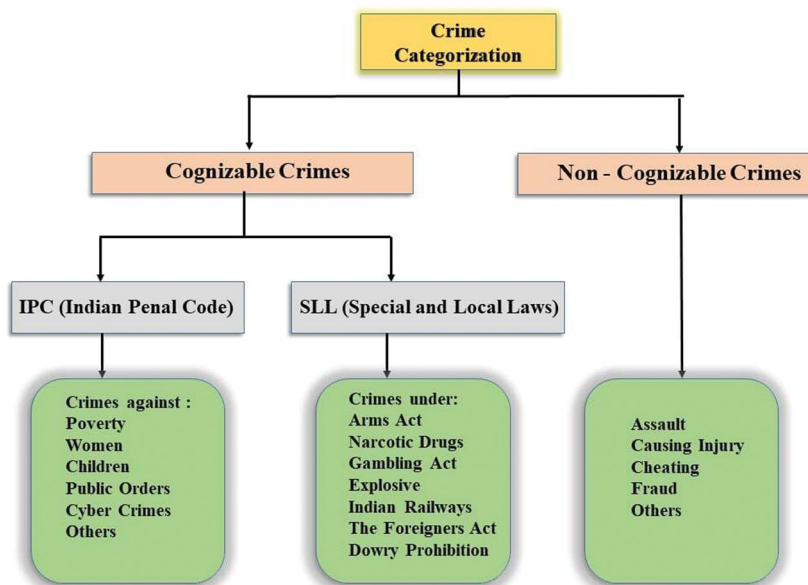 Crime
Categorization
Cognizable Crimes
Non - Cognizable Crimes
IPC (Indian Penal Code)
SLL (Special and Local Laws)
Crimes against :
Poverty
Women
Children
Public Orders
Cyber Crimes
Others
Crimes under:
Arms Act
Narcotic Drugs
Gambling Act
Explosive
Indian Railways
The Foreigners Act
Dowry Prohibition
Assault
Causing Injury
Cheating
Fraud
Others